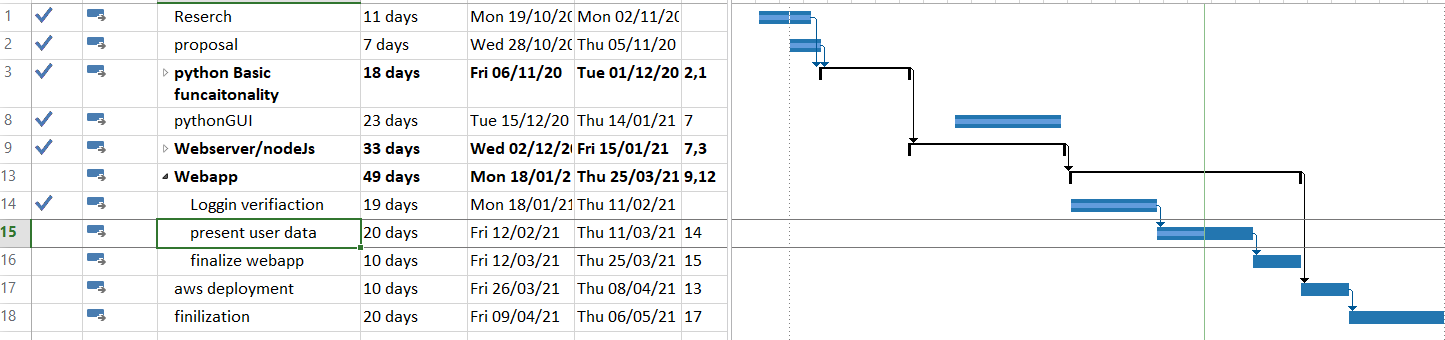 1 Reserch 11 days Mon 19/10/20 Mon 02/11/20
2 proposal 7 days Wed 28/10/20 Thu 05/11/20
3 python Basic 18 days Fri 06/11/20 Tue 01/12/20 2,1
funcaitonality
8 pythonGUI 23 days Tue 15/12/20 Thu 14/01/21 7
9 Webserver/nodeJs 33 days Wed 02/12/20 Fri 15/01/21 7,3
13 Webapp 49 days Mon 18/01/2 Thu 25/03/21 9,12
14 Loggin verifiaction 19 days Mon 18/01/21 Thu 11/02/21
15 present user data 20 days Fri 12/02/21 Thu 11/03/21 14
16 finalize webapp 10 days Fri 12/03/21 Thu 25/03/21 15
17 aws deployment 10 days Fri 26/03/21 Thu 08/04/21 13
18 finilization 20 days Fri 09/04/21 Thu 06/05/21 17